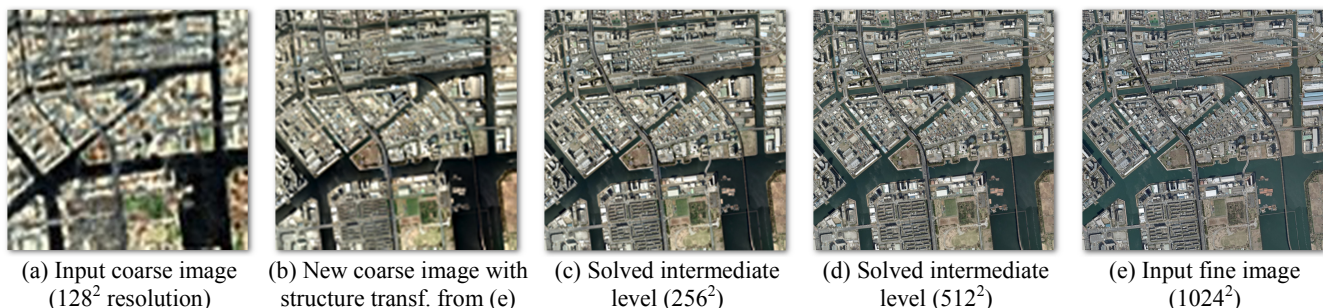 (a) Input coarse image
(128² resolution)
(b) New coarse image with
structure transf. from (e)
(c) Solved intermediate
level (256²)
(d) Solved intermediate
level (512²)
(e) Input fine image
(1024²)